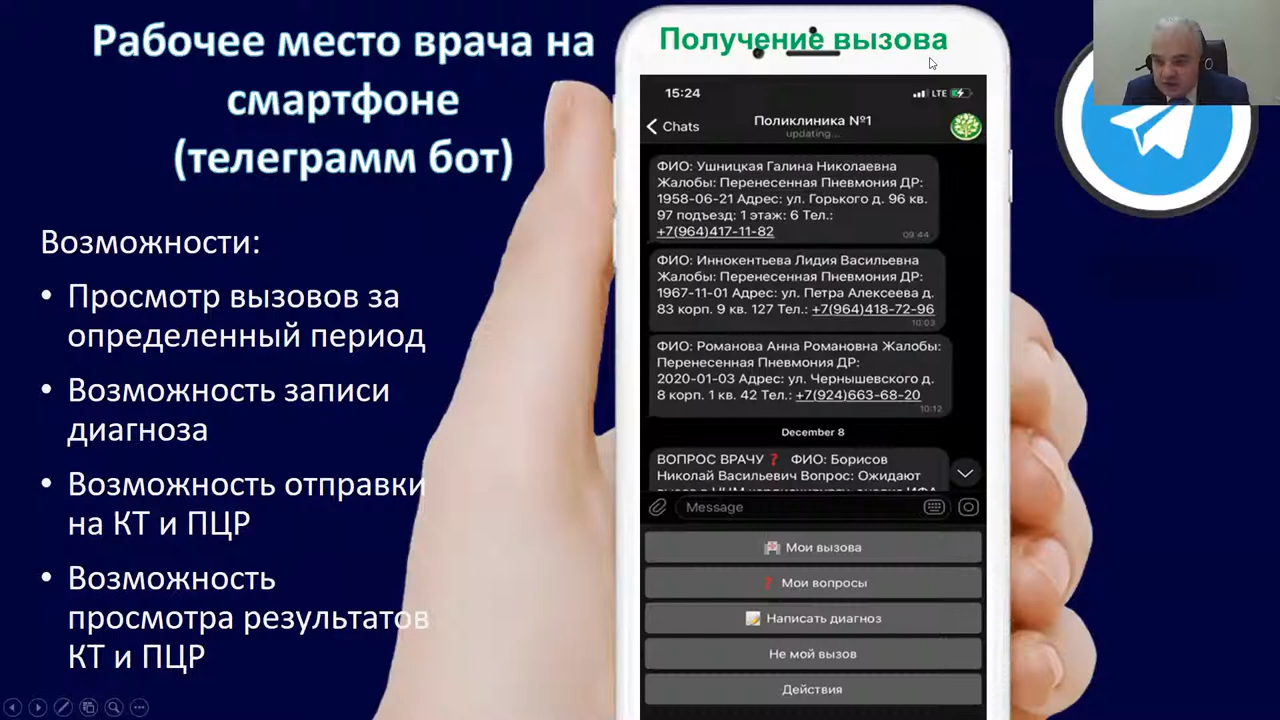 Рабочее место врача на
смартфоне
(телеграмм бот)
Возможности:
• Просмотр вызовов за
определенный период
• Возможность записи
диагноза
• Возможность отправки
на КТ и ПЦР
• Возможность
просмотра результатов
КТ и ПЦР
Получение вызова
15:24
LTE
Chats
Поликлиника №1
updating...
ФИО: Ушницкая Галина Николаевна
Жалобы: Перенесенная Пневмония ДР:
1958-06-21 Адрес: ул. Горького д. 96 кв.
97 подъезд: 1 этаж: 6 Тел.:
+7(964)417-11-82
09:44
ФИО: Иннокентьева Лидия Васильевна
Жалобы: Перенесенная Пневмония ДР:
1967-11-01 Адрес: ул. Петра Алексеева д.
83 корп. 9 кв. 127 Тел.: +7(964)418-72-96
10:03
ФИО: Романова Анна Романовна Жалобы:
Перенесенная Пневмония ДР:
2020-01-03 Адрес: ул. Чернышевского д.
8 корп. 1 кв. 42 Тел.: +7(924)663-68-20
10:12
December 8
ВОПРОС ВРАЧУ ❓ ФИО: Борисов
Николай Васильевич Вопрос: Ожидают
Message
Мои вызова
❓ Мои вопросы
Написать диагноз
Не мой вызов
Действия